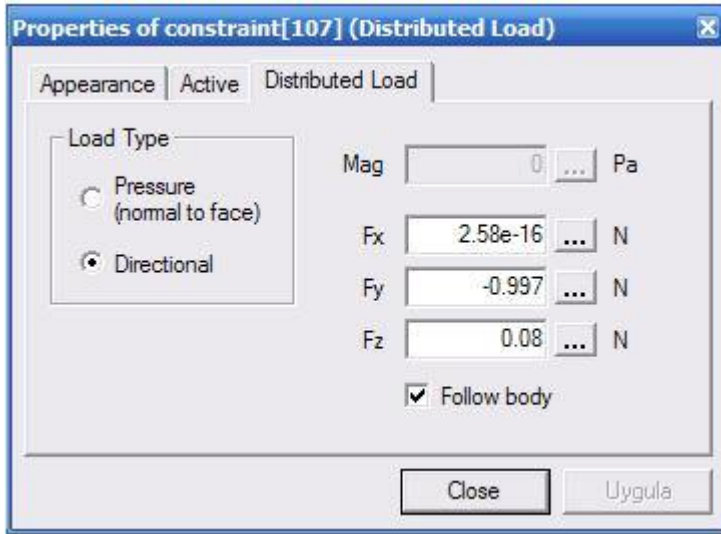 Properties of constraint[107] (Distributed Load)
Appearance Active Distributed Load
Load Type
Pressure
(normal to face)
Directional
Mag 0 ... Pa
Fx 2.58e-16 ... N
Fy -0.997 ... N
Fz 0.08 ... N
Follow body
Close Uygula